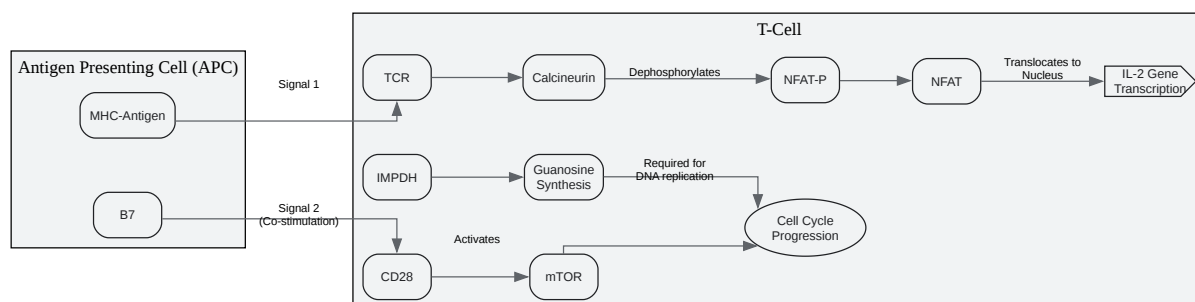 T-Cell
Antigen Presenting Cell (APC)
MHC-Antigen
Signal 1
TCR
Calcineurin
Dephosphorylates
NFAT-P
NFAT
Translocates to
Nucleus
IL-2 Gene
Transcription
IMPDH
Guanosine
Synthesis
Required for
DNA replication
B7
Signal 2
(Co-stimulation)
Cell Cycle
Progression
CD28
Activates
mTOR